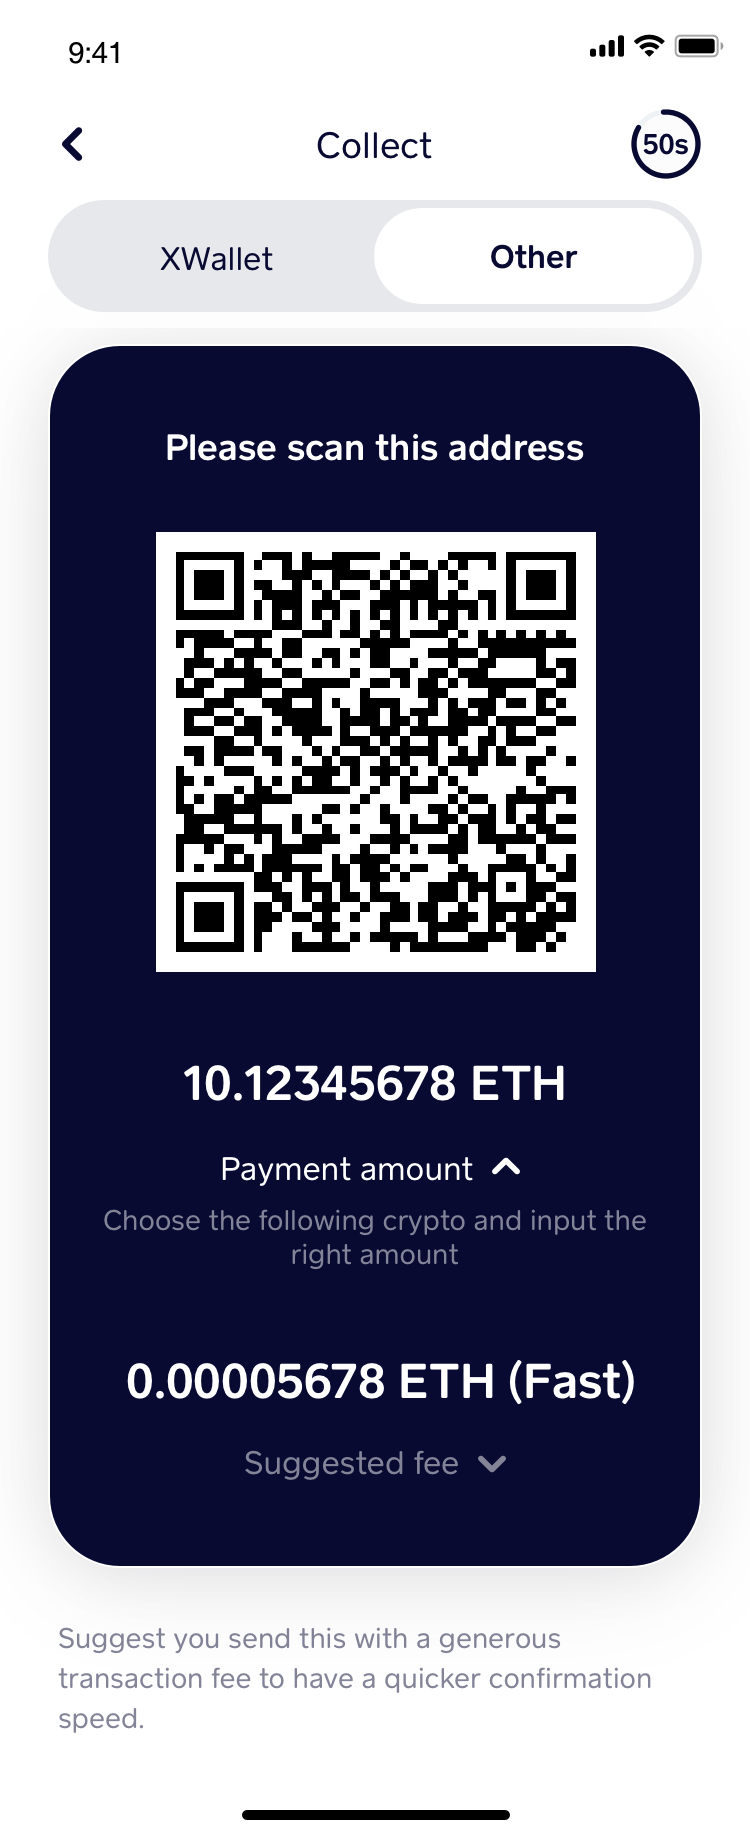 9:41
Collect
50s
XWallet
Other
Please scan this address
10.12345678 ETH
Payment amount
Choose the following crypto and input the
right amount
0.00005678 ETH (Fast)
Suggested fee
Suggest you send this with a generous
transaction fee to have a quicker confirmation
speed.